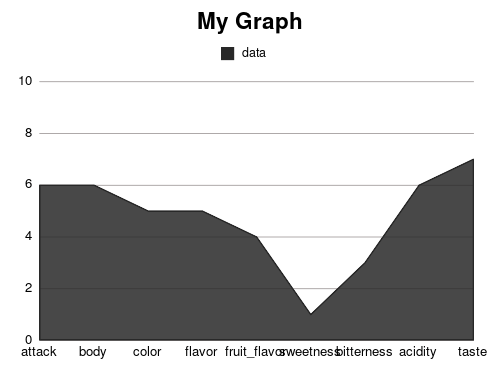 My Graph
data
10
8
6
4
2
0
attack body color flavor fruit_flavor sweetness bitterness acidity taste